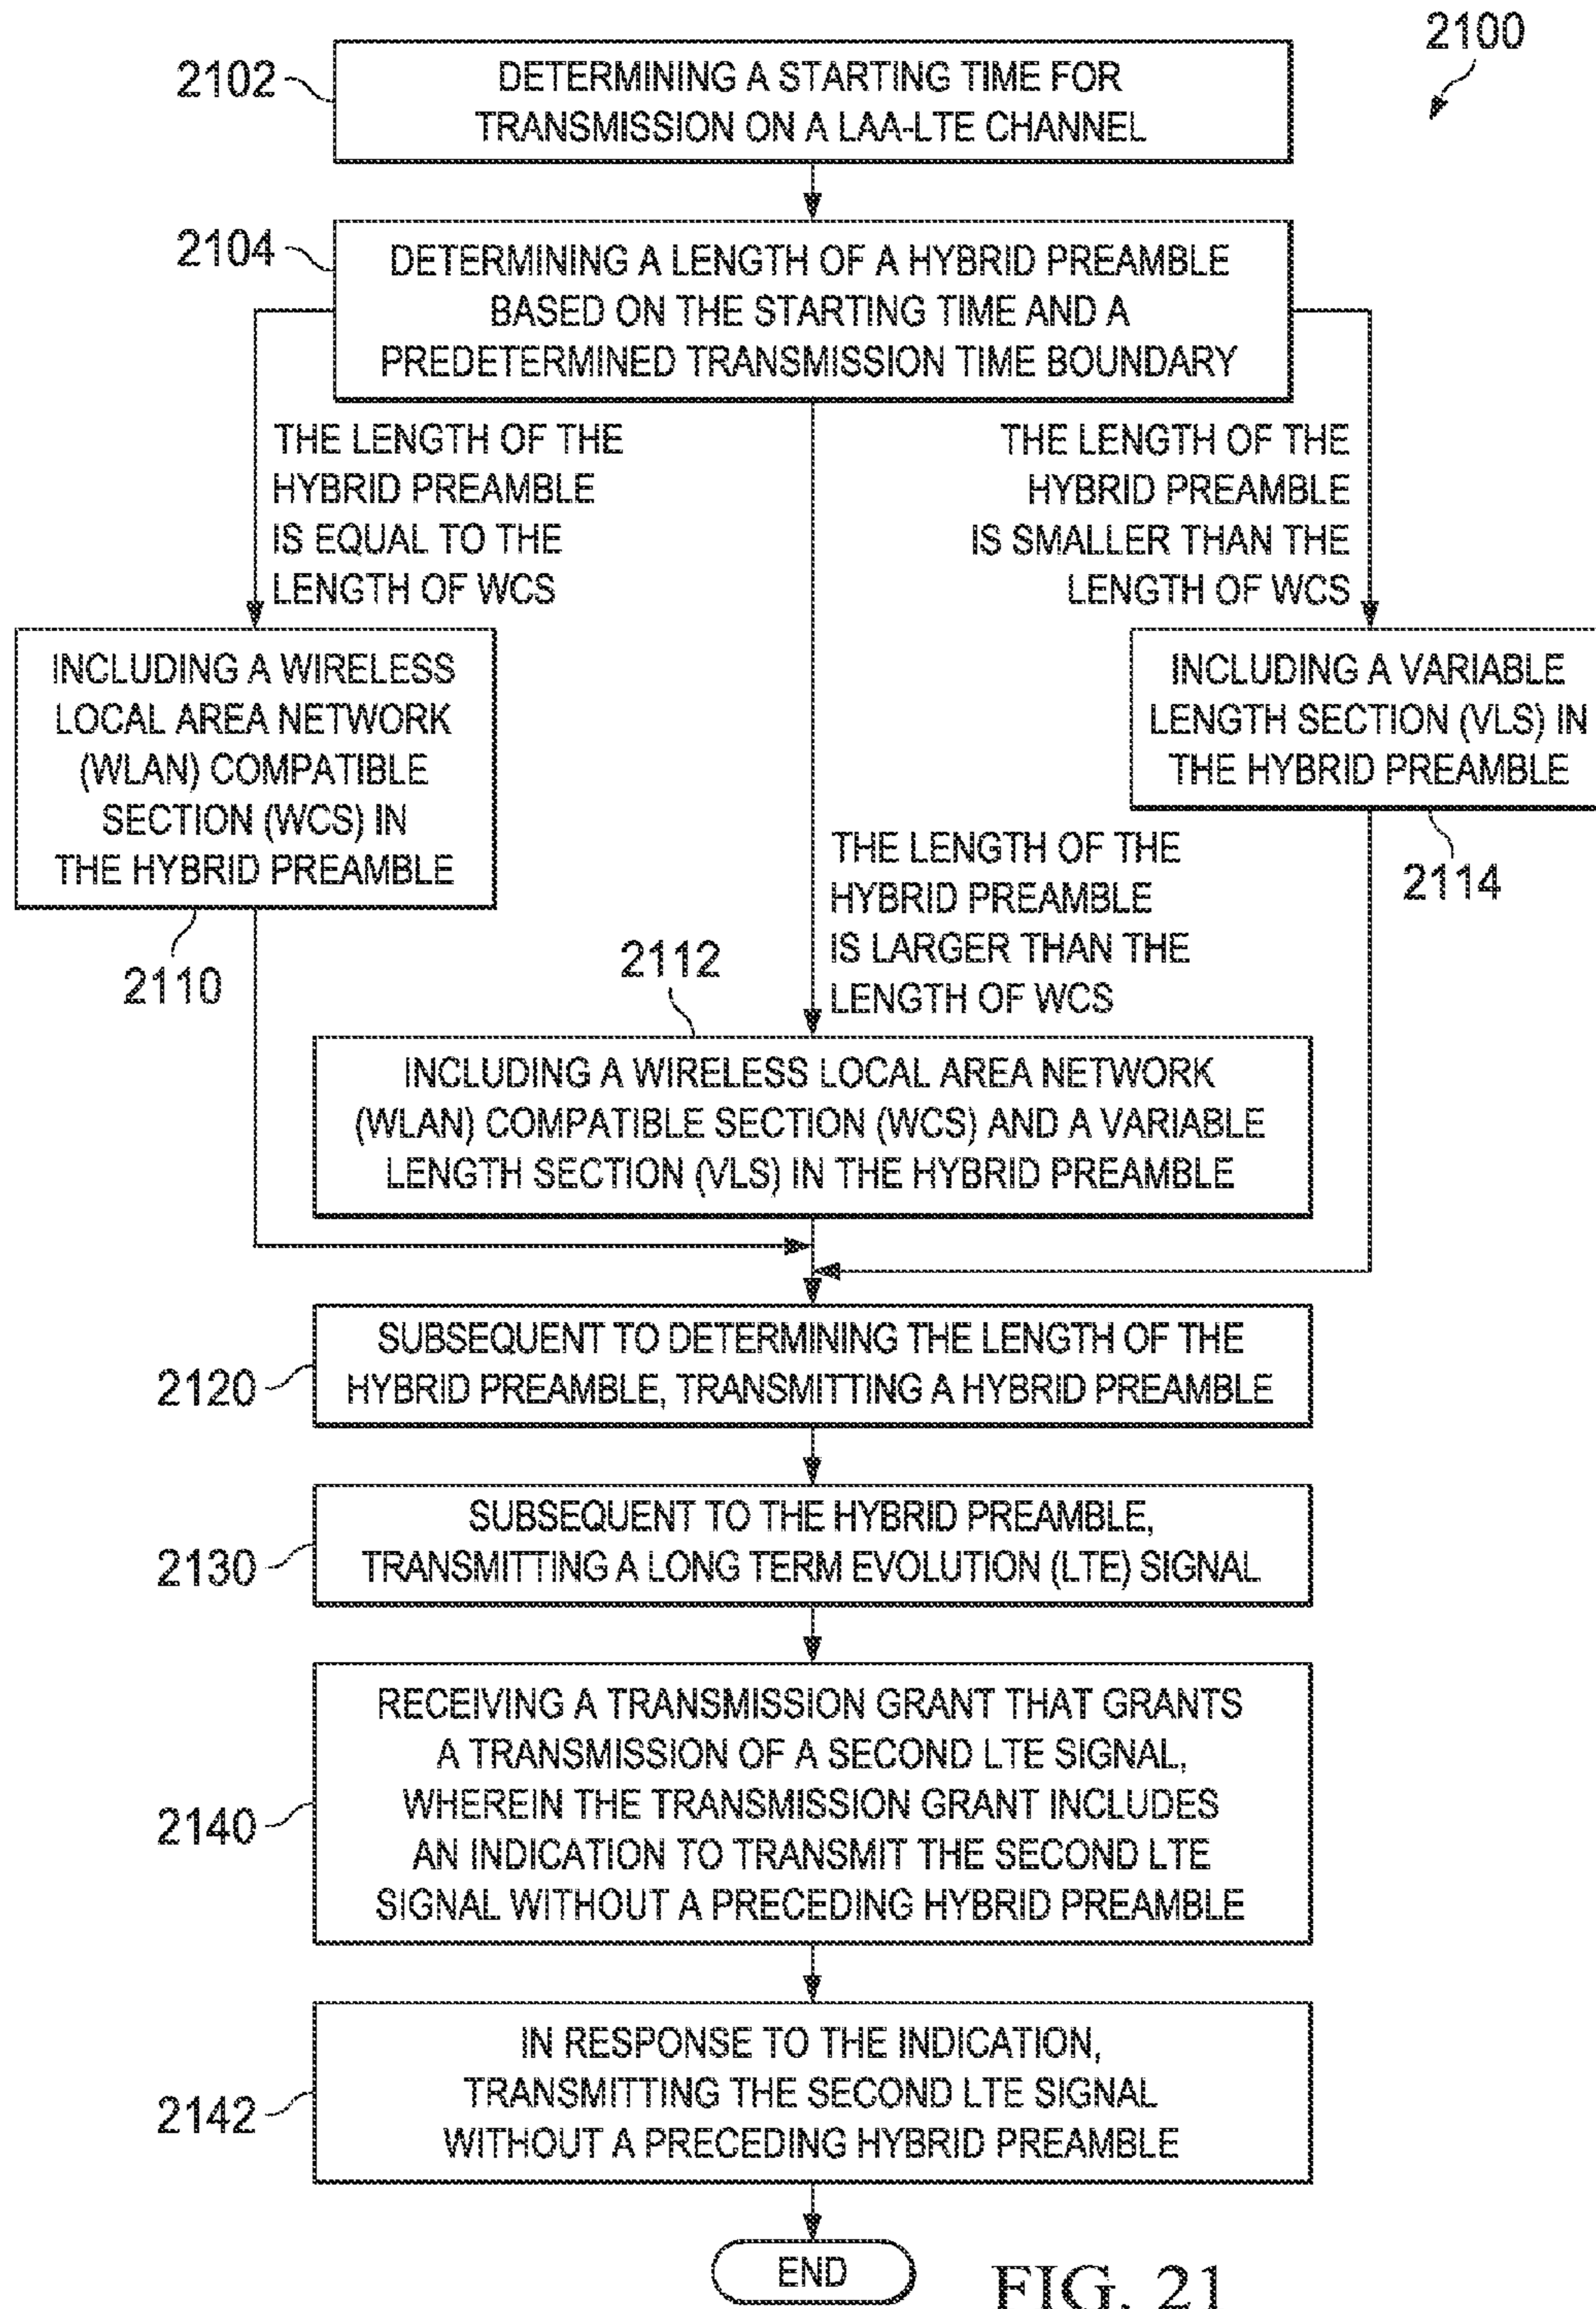 2100
2102
DETERMINING A STARTING TIME FOR
TRANSMISSION ON A LAA-LTE CHANNEL
2104
DETERMINING A LENGTH OF A HYBRID PREAMBLE
BASED ON THE STARTING TIME AND A
PREDETERMINED TRANSMISSION TIME BOUNDARY
THE LENGTH OF THE
HYBRID PREAMBLE
IS EQUAL TO THE
LENGTH OF WCS
THE LENGTH OF THE
HYBRID PREAMBLE
IS SMALLER THAN THE
LENGTH OF WCS
INCLUDING A WIRELESS
LOCAL AREA NETWORK
(WLAN) COMPATIBLE
SECTION (WCS) IN
THE HYBRID PREAMBLE
2110
INCLUDING A VARIABLE
LENGTH SECTION (VLS) IN
THE HYBRID PREAMBLE
2114
THE LENGTH OF THE
HYBRID PREAMBLE
IS LARGER THAN THE
LENGTH OF WCS
2112
INCLUDING A WIRELESS LOCAL AREA NETWORK
(WLAN) COMPATIBLE SECTION (WCS) AND A VARIABLE
LENGTH SECTION (VLS) IN THE HYBRID PREAMBLE
2120
SUBSEQUENT TO DETERMINING THE LENGTH OF THE
HYBRID PREAMBLE, TRANSMITTING A HYBRID PREAMBLE
2130
SUBSEQUENT TO THE HYBRID PREAMBLE,
TRANSMITTING A LONG TERM EVOLUTION (LTE) SIGNAL
2140
RECEIVING A TRANSMISSION GRANT THAT GRANTS
A TRANSMISSION OF A SECOND LTE SIGNAL,
WHEREIN THE TRANSMISSION GRANT INCLUDES
AN INDICATION TO TRANSMIT THE SECOND LTE
SIGNAL WITHOUT A PRECEDING HYBRID PREAMBLE
2142
IN RESPONSE TO THE INDICATION,
TRANSMITTING THE SECOND LTE SIGNAL
WITHOUT A PRECEDING HYBRID PREAMBLE
END
FIG. 21